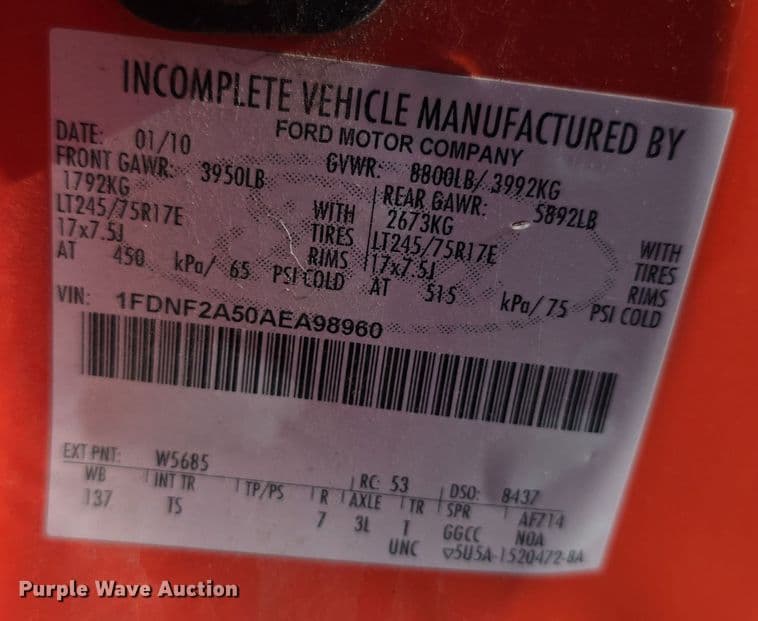 INCOMPLETE VEHICLE MANUFACTURED BY
FORD MOTOR COMPANY
DATE: 01/10 GVWR: 8800LB/ 3992KG
FRONT GAWR: 3950LB REAR GAWR: 5892LB
1792KG WITH 2673KG WITH
LT245/75R17E TIRES LT245/75R17E TIRES
17x7.5J RIMS 17x7.5J RIMS
AT 450 kPa/ 65 PSI COLD AT 515 kPa/ 75 PSI COLD
VIN: 1FDNF2A50AEA98960
EXT PNT: W5685 RC: 53 DSO: 8437
WB INT TR TP/PS R AXLE TR SPR AF714
137 TS 7 3L T GGCC NOA
UNC 5U5A-1520472-BA
Purple Wave Auction